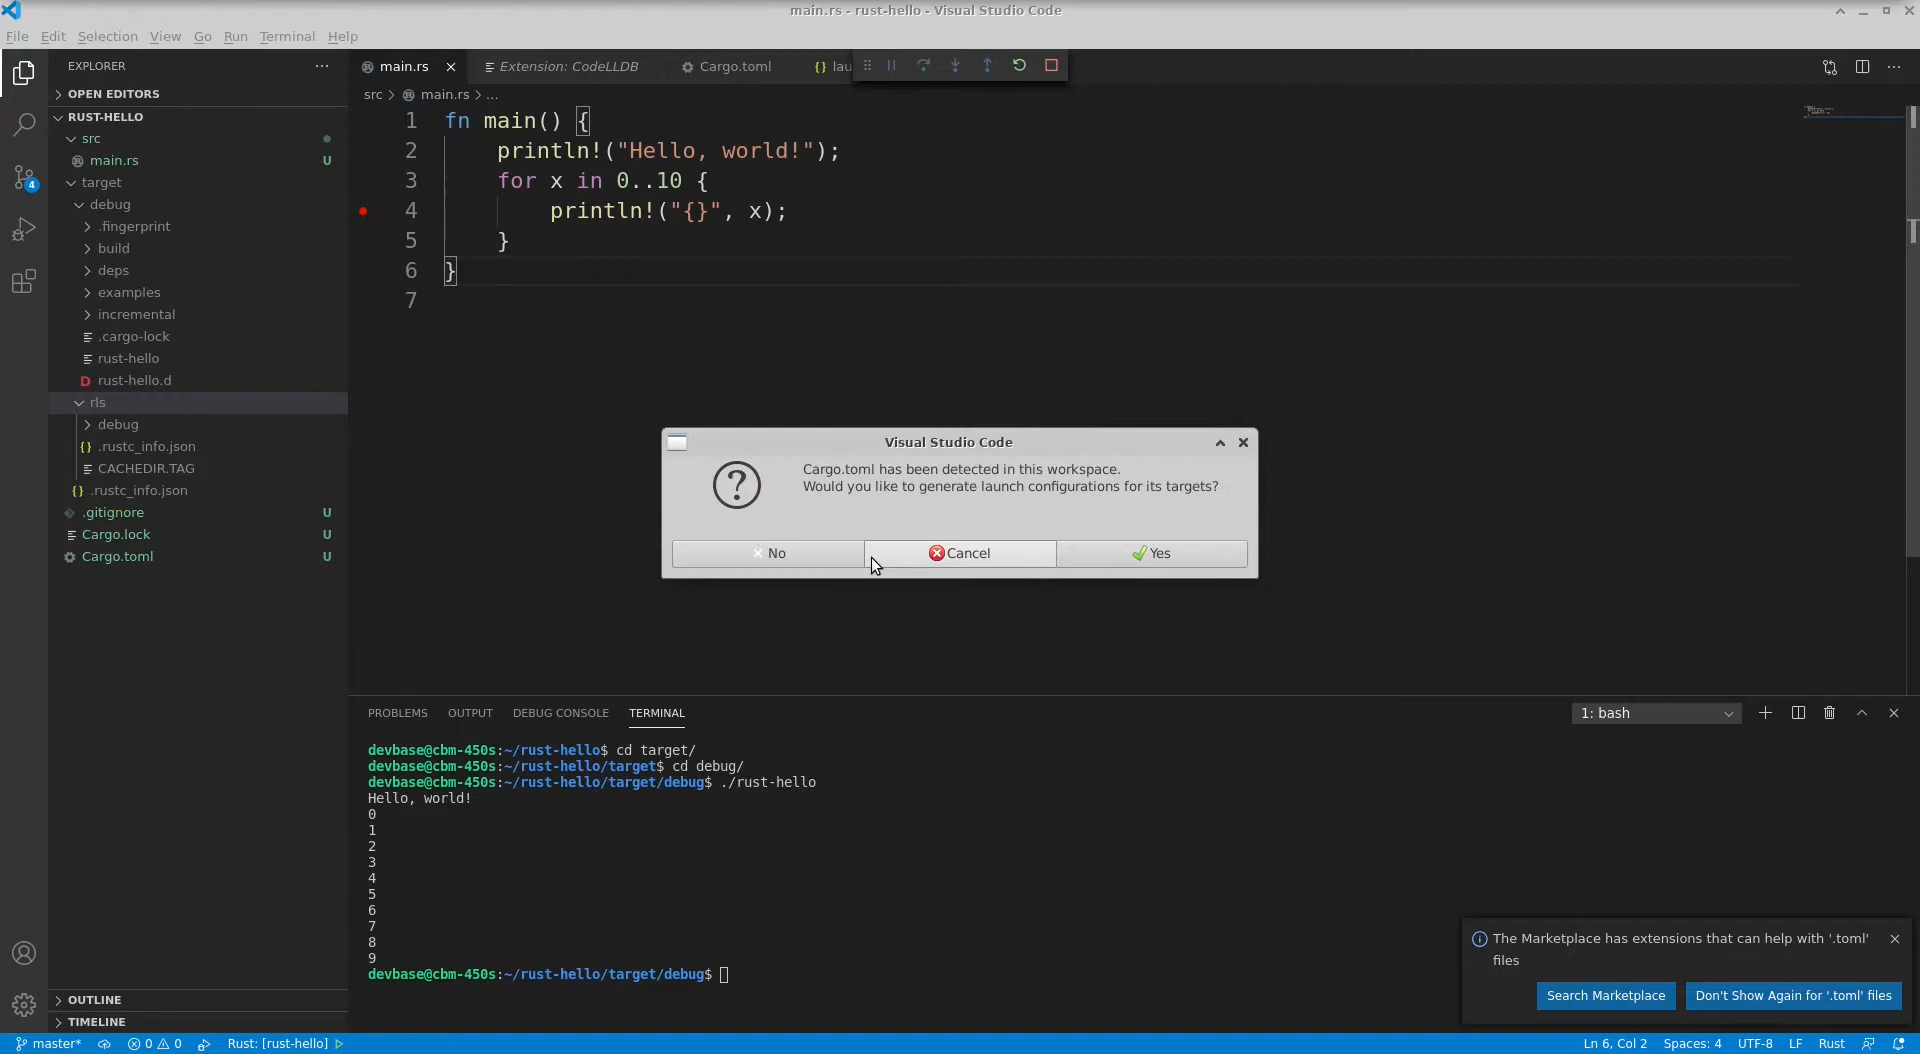 main.rs - rust-hello - Visual Studio Code
File Edit Selection View Go Run Terminal Help
EXPLORER
OPEN EDITORS
RUST-HELLO
src
main.rs U
target
debug
.fingerprint
build
deps
examples
incremental
.cargo-lock
rust-hello
D rust-hello.d
rls
debug
{} .rustc_info.json
CACHEDIR.TAG
{} .rustc_info.json
.gitignore U
Cargo.lock U
Cargo.toml U
OUTLINE
TIMELINE
4
main.rs Extension: CodeLLDB Cargo.toml {} lau
src > main.rs > ...
1 fn main() {
2 println!("Hello, world!");
3 for x in 0..10 {
4 println!("{}", x);
5 }
6 }
7
Visual Studio Code
Cargo.toml has been detected in this workspace.
Would you like to generate launch configurations for its targets?
No Cancel Yes
PROBLEMS OUTPUT DEBUG CONSOLE TERMINAL 1: bash
devbase@cbm-450s:~/rust-hello$ cd target/
devbase@cbm-450s:~/rust-hello/target$ cd debug/
devbase@cbm-450s:~/rust-hello/target/debug$ ./rust-hello
Hello, world!
0
1
2
3
4
5
6
7
8
9
devbase@cbm-450s:~/rust-hello/target/debug$
The Marketplace has extensions that can help with '.toml'
files
Search Marketplace Don't Show Again for '.toml' files
master* 0 0 Rust: [rust-hello] Ln 6, Col 2 Spaces: 4 UTF-8 LF Rust